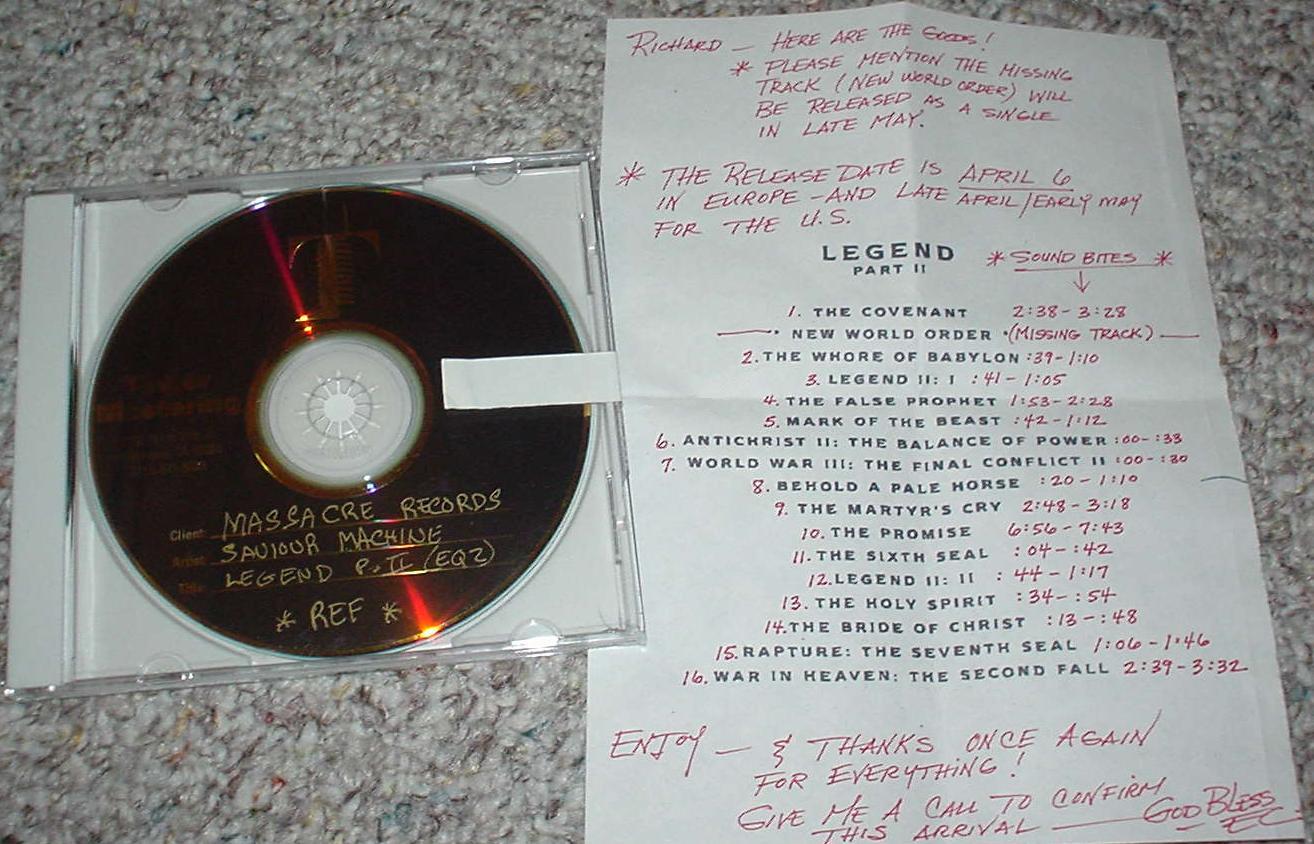 T
Client: MASSACRE RECORDS
Artist: SAVIOUR MACHINE
Title: LEGEND P. II (EQ2)
* REF *
RICHARD — HERE ARE THE GOODS!
* PLEASE MENTION THE MISSING
TRACK (NEW WORLD ORDER) WILL
BE RELEASED AS A SINGLE
IN LATE MAY.
* THE RELEASE DATE IS APRIL 6
IN EUROPE - AND LATE APRIL/EARLY MAY
FOR THE U.S.
LEGEND
PART II
* SOUND BITES *
1. THE COVENANT 2:38 - 3:28
NEW WORLD ORDER • (MISSING TRACK)
2. THE WHORE OF BABYLON :39 - 1:10
3. LEGEND II: I :41 - 1:05
4. THE FALSE PROPHET 1:53 - 2:28
5. MARK OF THE BEAST :42 - 1:12
6. ANTICHRIST II: THE BALANCE OF POWER :00 - :33
7. WORLD WAR III: THE FINAL CONFLICT II :00 - :30
8. BEHOLD A PALE HORSE :20 - 1:10
9. THE MARTYR'S CRY 2:48 - 3:18
10. THE PROMISE 6:56 - 7:43
11. THE SIXTH SEAL :04 - :42
12. LEGEND II: II :44 - 1:17
13. THE HOLY SPIRIT :34 - :54
14. THE BRIDE OF CHRIST :13 - :48
15. RAPTURE: THE SEVENTH SEAL 1:06 - 1:46
16. WAR IN HEAVEN: THE SECOND FALL 2:39 - 3:32
ENJOY — & THANKS ONCE AGAIN
FOR EVERYTHING!
GIVE ME A CALL TO CONFIRM
THIS ARRIVAL — GOD BLESS